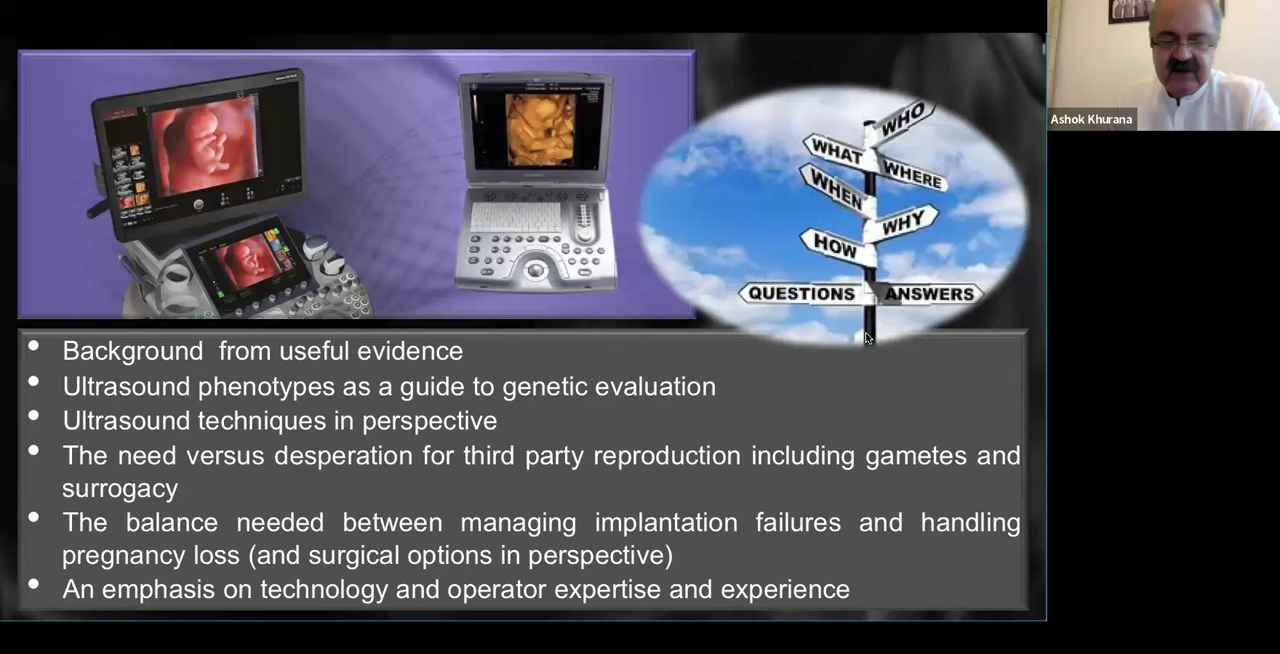 Ashok Khurana
WHO
WHAT
WHERE
WHEN
WHY
HOW
QUESTIONS ANSWERS
• Background from useful evidence
• Ultrasound phenotypes as a guide to genetic evaluation
• Ultrasound techniques in perspective
• The need versus desperation for third party reproduction including gametes and
surrogacy
• The balance needed between managing implantation failures and handling
pregnancy loss (and surgical options in perspective)
• An emphasis on technology and operator expertise and experience